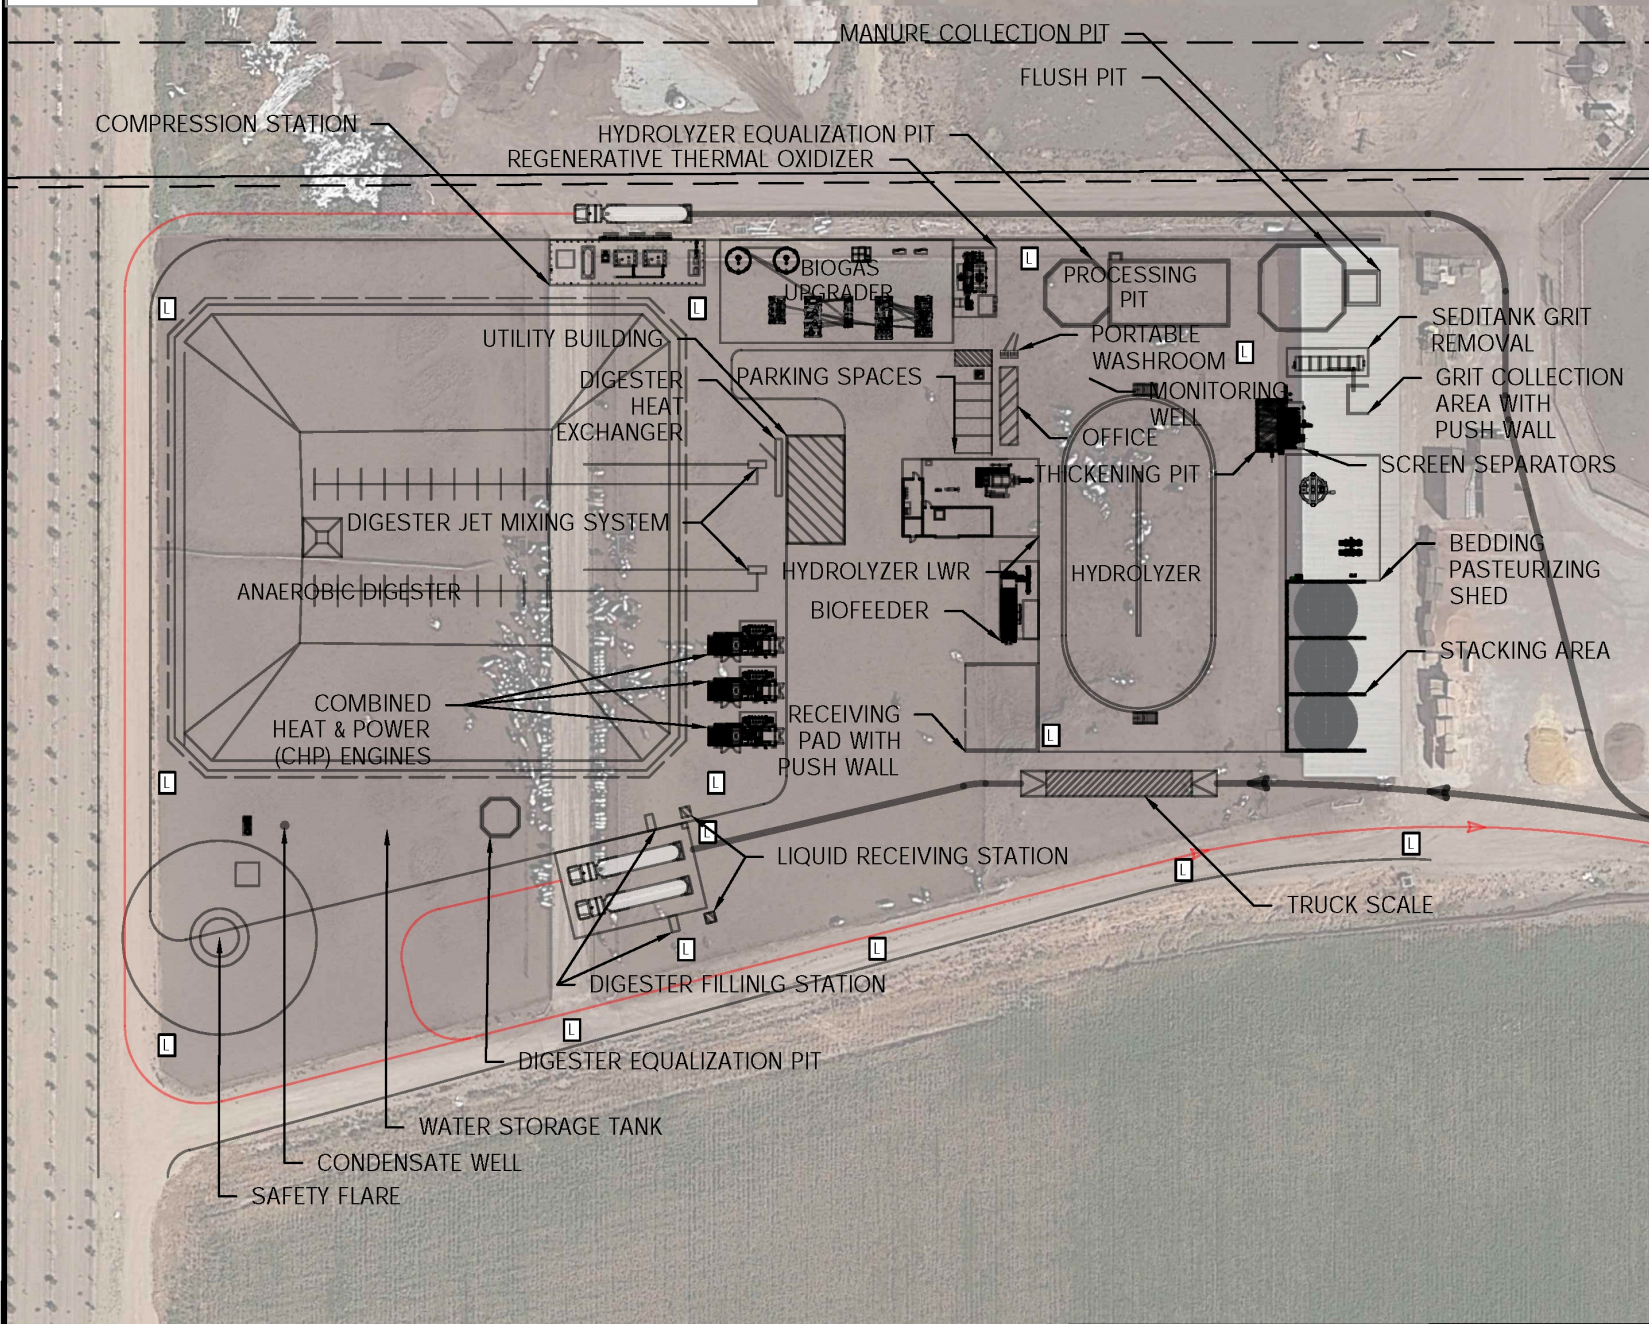 MANURE COLLECTION PIT
FLUSH PIT
COMPRESSION STATION
HYDROLYZER EQUALIZATION PIT
REGENERATIVE THERMAL OXIDIZER
L
BIOGAS
UPGRADER
PROCESSING
PIT
L
L
SEDITANK GRIT
REMOVAL
UTILITY BUILDING
PORTABLE
WASHROOM
L
DIGESTER
HEAT
EXCHANGER
PARKING SPACES
MONITORING
WELL
GRIT COLLECTION
AREA WITH
PUSH WALL
OFFICE
THICKENING PIT
SCREEN SEPARATORS
DIGESTER JET MIXING SYSTEM
HYDROLYZER LWR
HYDROLYZER
BEDDING
PASTEURIZING
SHED
ANAEROBIC DIGESTER
BIOFEEDER
STACKING AREA
COMBINED
HEAT & POWER
(CHP) ENGINES
RECEIVING
PAD WITH
PUSH WALL
L
L
L
L
L
LIQUID RECEIVING STATION
L
TRUCK SCALE
L
L
DIGESTER FILLINLG STATION
L
L
DIGESTER EQUALIZATION PIT
WATER STORAGE TANK
CONDENSATE WELL
SAFETY FLARE